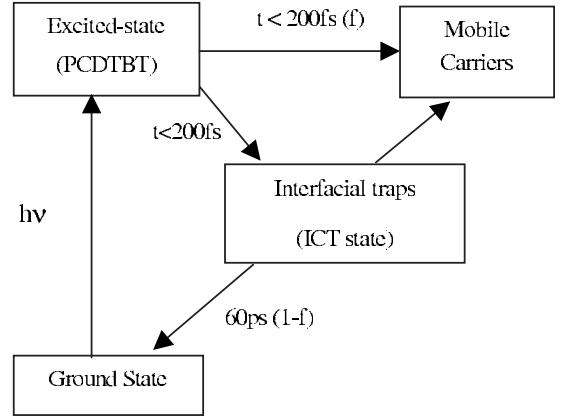 Excited-state
(PCDTBT)
t < 200fs (f)
Mobile
Carriers
t<200fs
Interfacial traps
(ICT state)
hν
60ps (1-f)
Ground State